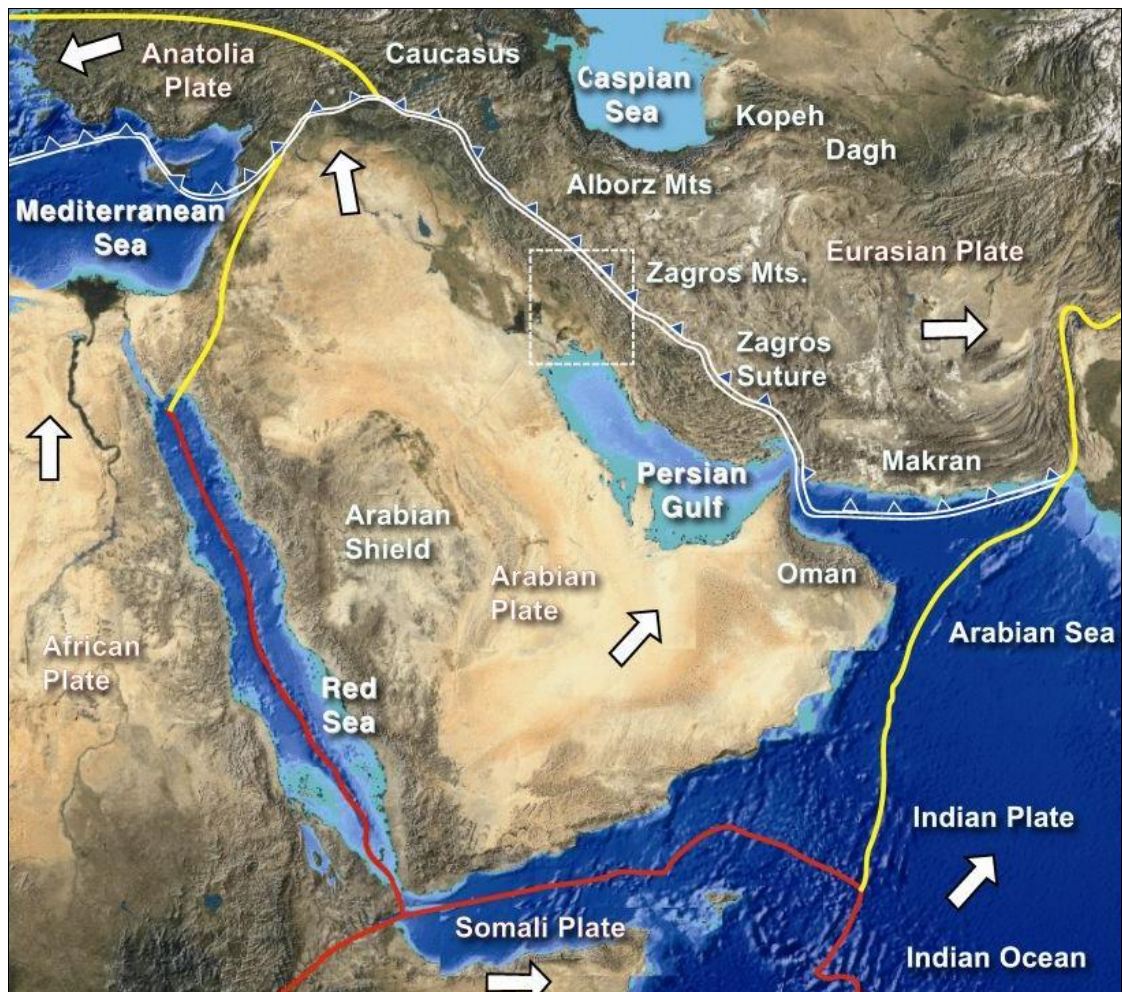 Anatolia
Plate
Caucasus
Caspian
Sea
Kopeh
Dagh
Alborz Mts
Mediterranean
Sea
Eurasian Plate
Zagros Mts.
Zagros
Suture
Makran
Persian
Gulf
Arabian
Shield
Arabian
Plate
Oman
African
Plate
Arabian Sea
Red
Sea
Indian Plate
Somali Plate
Indian Ocean